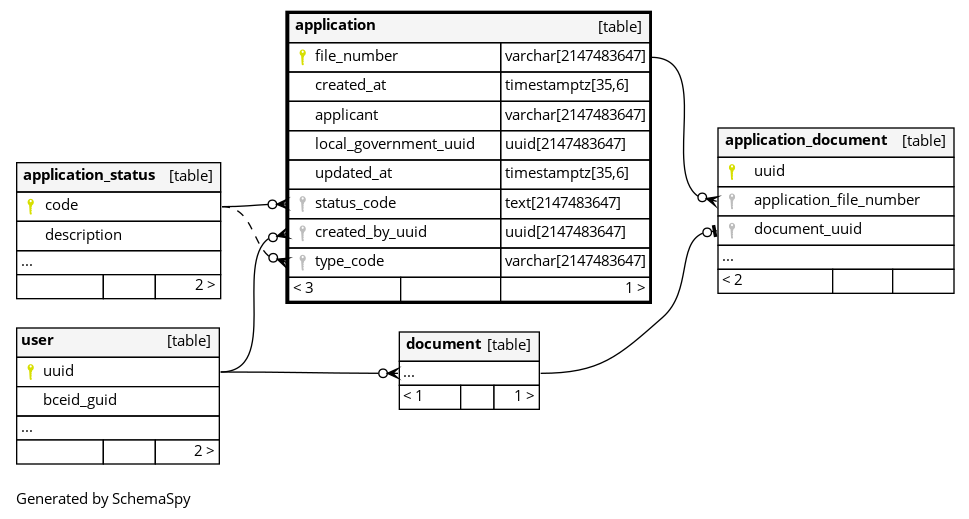 application [table]
file_number varchar[2147483647]
created_at timestamptz[35,6]
applicant varchar[2147483647]
local_government_uuid uuid[2147483647]
updated_at timestamptz[35,6]
status_code text[2147483647]
created_by_uuid uuid[2147483647]
type_code varchar[2147483647]
< 3 1 >
application_status [table]
code
description
...
2 >
user [table]
uuid
bceid_guid
...
2 >
document [table]
...
< 1 1 >
application_document [table]
uuid
application_file_number
document_uuid
...
< 2
Generated by SchemaSpy